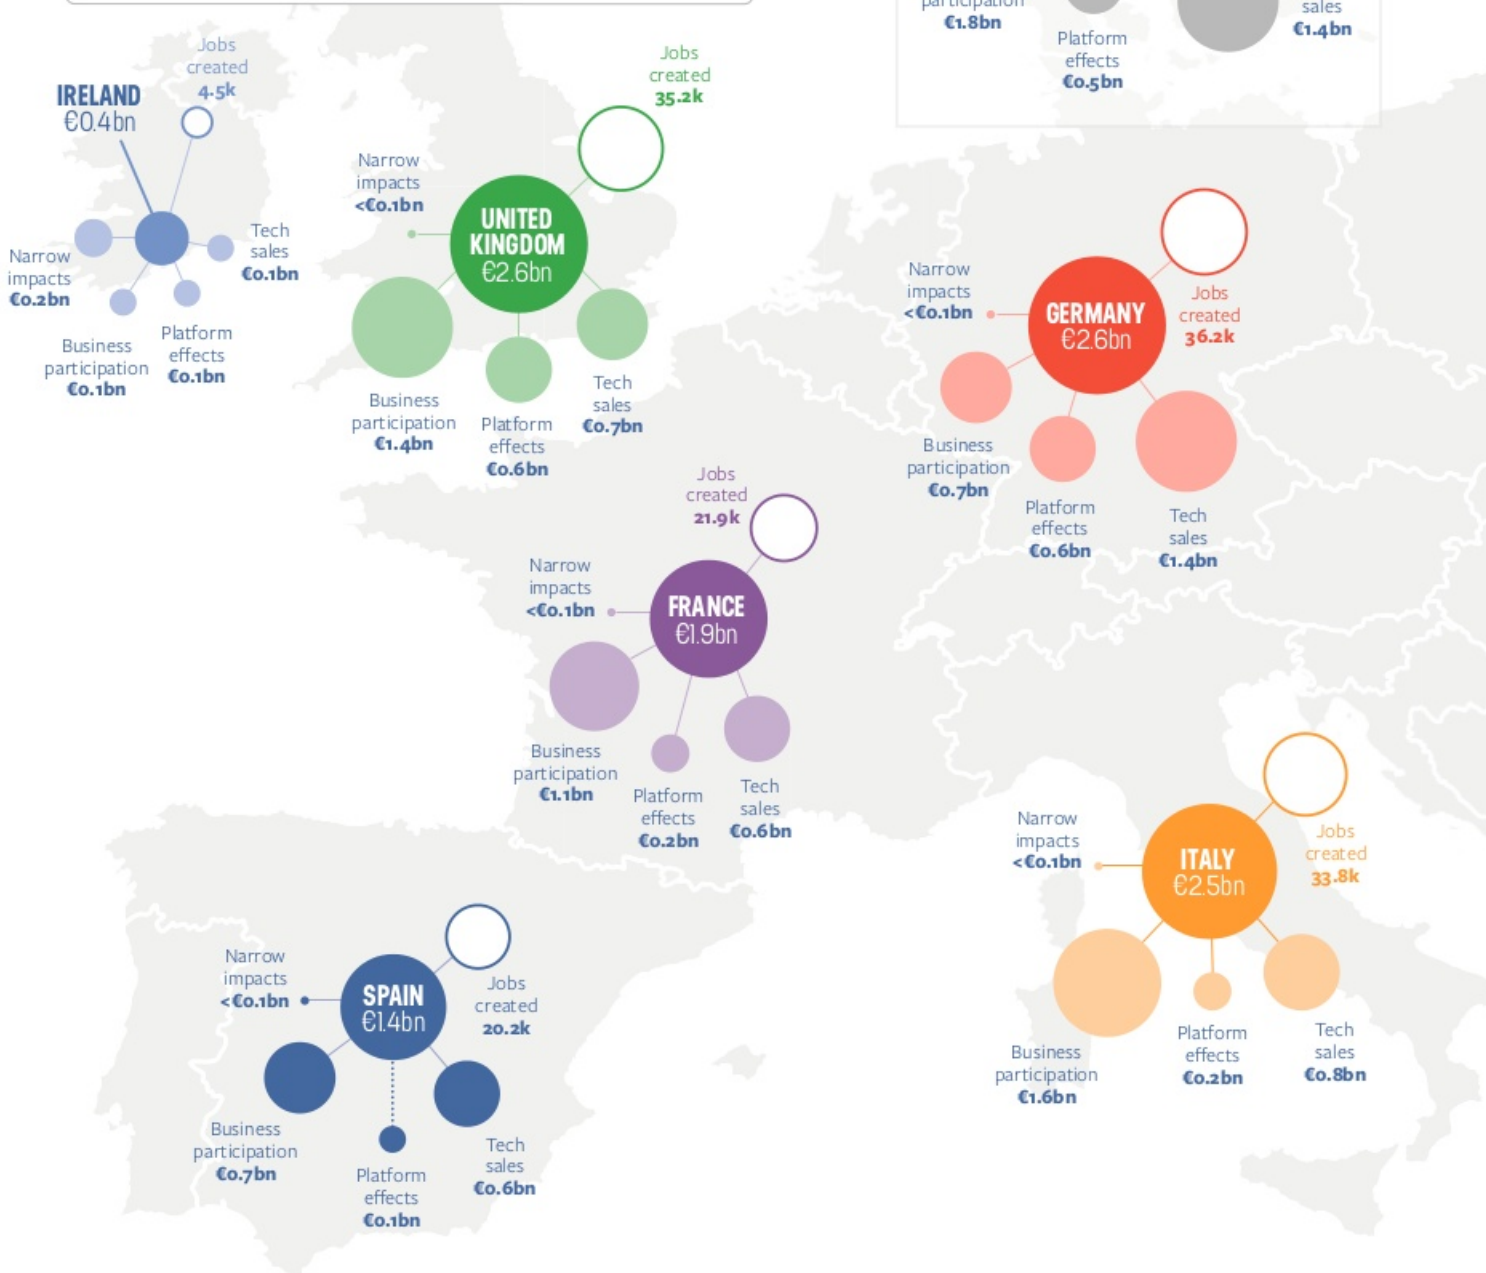 participation
€1.8bn
Platform
effects
€0.5bn
sales
€1.4bn
IRELAND
€0.4bn
Jobs
created
4.5k
Narrow
impacts
€0.2bn
Business
participation
€0.1bn
Platform
effects
€0.1bn
Tech
sales
€0.1bn
UNITED
KINGDOM
€2.6bn
Jobs
created
35.2k
Narrow
impacts
<€0.1bn
Business
participation
€1.4bn
Platform
effects
€0.6bn
Tech
sales
€0.7bn
GERMANY
€2.6bn
Jobs
created
36.2k
Narrow
impacts
<€0.1bn
Business
participation
€0.7bn
Platform
effects
€0.6bn
Tech
sales
€1.4bn
FRANCE
€1.9bn
Jobs
created
21.9k
Narrow
impacts
<€0.1bn
Business
participation
€1.1bn
Platform
effects
€0.2bn
Tech
sales
€0.6bn
ITALY
€2.5bn
Jobs
created
33.8k
Narrow
impacts
<€0.1bn
Business
participation
€1.6bn
Platform
effects
€0.2bn
Tech
sales
€0.8bn
SPAIN
€1.4bn
Jobs
created
20.2k
Narrow
impacts
<€0.1bn
Business
participation
€0.7bn
Platform
effects
€0.1bn
Tech
sales
€0.6bn